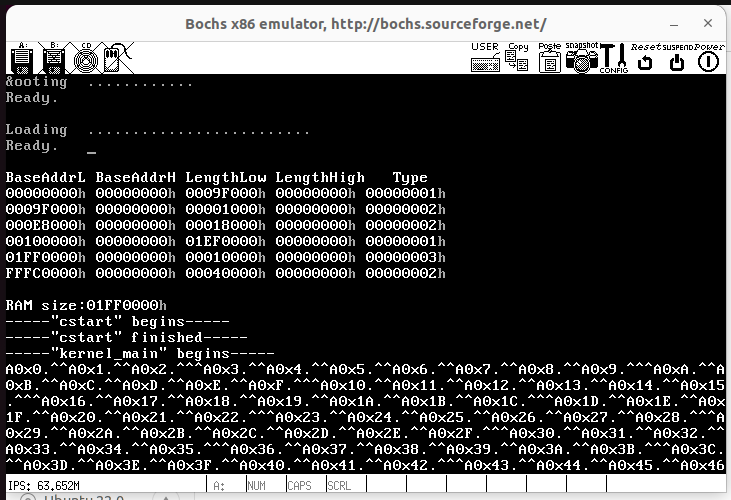 Bochs x86 emulator, http://bochs.sourceforge.net/
A: B: CD USER Copy Paste snapshot CONFIG Reset SUSPEND Power
&ooting ............
Ready.
Loading .........................
Ready. _
BaseAddrL BaseAddrH LengthLow LengthHigh Type
00000000h 00000000h 0009F000h 00000000h 00000001h
0009F000h 00000000h 00001000h 00000000h 00000002h
000E8000h 00000000h 00018000h 00000000h 00000002h
00100000h 00000000h 01EF0000h 00000000h 00000001h
01FF0000h 00000000h 00010000h 00000000h 00000003h
FFFC0000h 00000000h 00040000h 00000000h 00000002h
RAM size:01FF0000h
-----"cstart" begins-----
-----"cstart" finished-----
-----"kernel_main" begins-----
A0x0.^^A0x1.^^A0x2.^^^A0x3.^^A0x4.^^A0x5.^^A0x6.^^A0x7.^^A0x8.^^A0x9.^^^A0xA.^^A
0xB.^^A0xC.^^A0xD.^^A0xE.^^A0xF.^^^A0x10.^^A0x11.^^A0x12.^^A0x13.^^A0x14.^^A0x15
.^^^A0x16.^^A0x17.^^A0x18.^^A0x19.^^A0x1A.^^A0x1B.^^A0x1C.^^^A0x1D.^^A0x1E.^^A0x
1F.^^A0x20.^^A0x21.^^A0x22.^^^A0x23.^^A0x24.^^A0x25.^^A0x26.^^A0x27.^^A0x28.^^^A
0x29.^^A0x2A.^^A0x2B.^^A0x2C.^^A0x2D.^^A0x2E.^^A0x2F.^^^A0x30.^^A0x31.^^A0x32.^^
A0x33.^^A0x34.^^A0x35.^^^A0x36.^^A0x37.^^A0x38.^^A0x39.^^^A0x3A.^^A0x3B.^^A0x3C.
^^A0x3D.^^A0x3E.^^A0x3F.^^A0x40.^^A0x41.^^A0x42.^^^A0x43.^^A0x44.^^A0x45.^^A0x46
IPS: 63.652M A: NUM CAPS SCRL